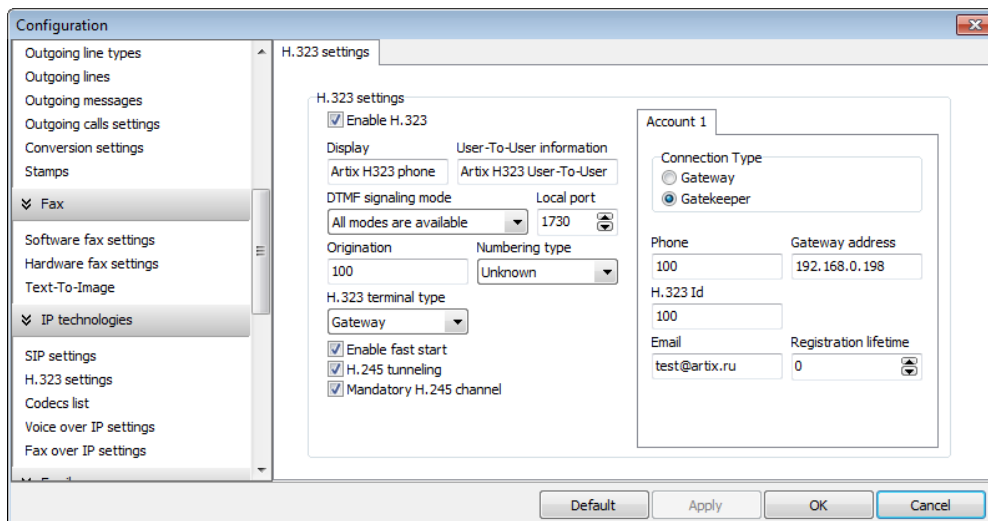 Configuration
Outgoing line types
Outgoing lines
Outgoing messages
Outgoing calls settings
Conversion settings
Stamps
Fax
Software fax settings
Hardware fax settings
Text-To-Image
IP technologies
SIP settings
H.323 settings
Codecs list
Voice over IP settings
Fax over IP settings
H.323 settings
H.323 settings
Enable H.323
Display User-To-User information
Artix H323 phone Artix H323 User-To-User
DTMF signaling mode Local port
All modes are available 1730
Origination Numbering type
100 Unknown
H.323 terminal type
Gateway
Enable fast start
H.245 tunneling
Mandatory H.245 channel
Account 1
Connection Type
Gateway
Gatekeeper
Phone Gateway address
100 192.168.0.198
H.323 Id
100
Email Registration lifetime
test@artix.ru 0
Default Apply OK Cancel